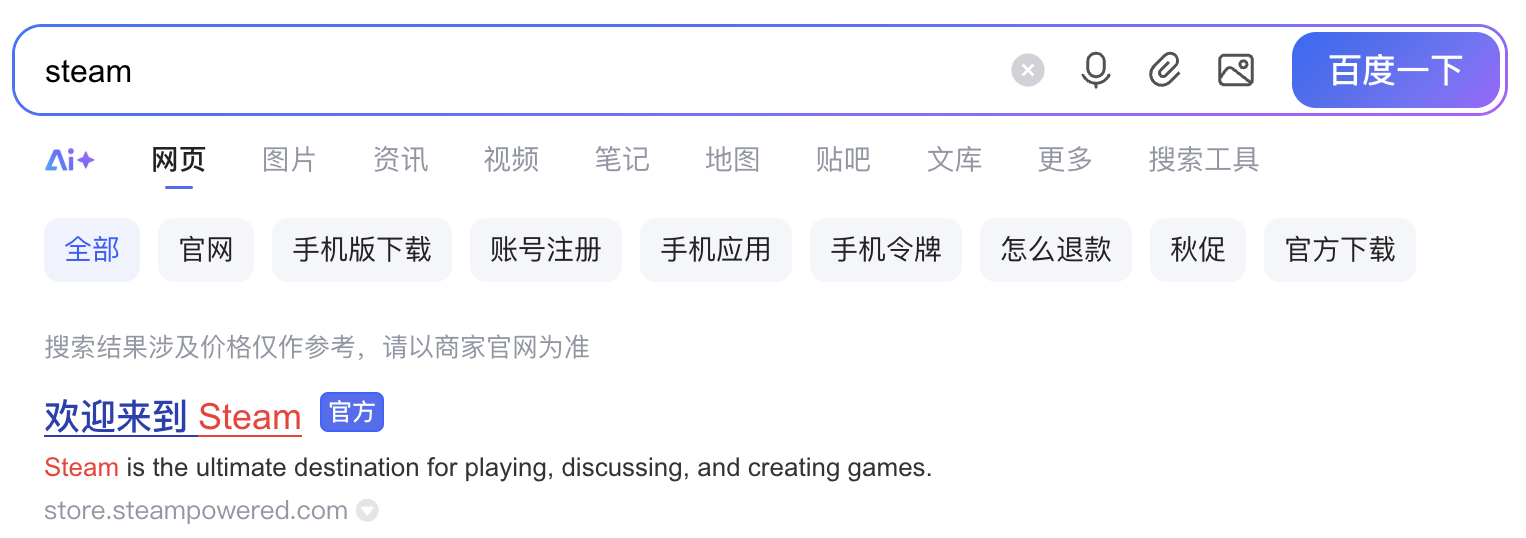 steam 百度一下
Ai 网页 图片 资讯 视频 笔记 地图 贴吧 文库 更多 搜索工具
全部 官网 手机版下载 账号注册 手机应用 手机令牌 怎么退款 秋促 官方下载
搜索结果涉及价格仅作参考，请以商家官网为准
欢迎来到 Steam 官方
Steam is the ultimate destination for playing, discussing, and creating games.
store.steampowered.com